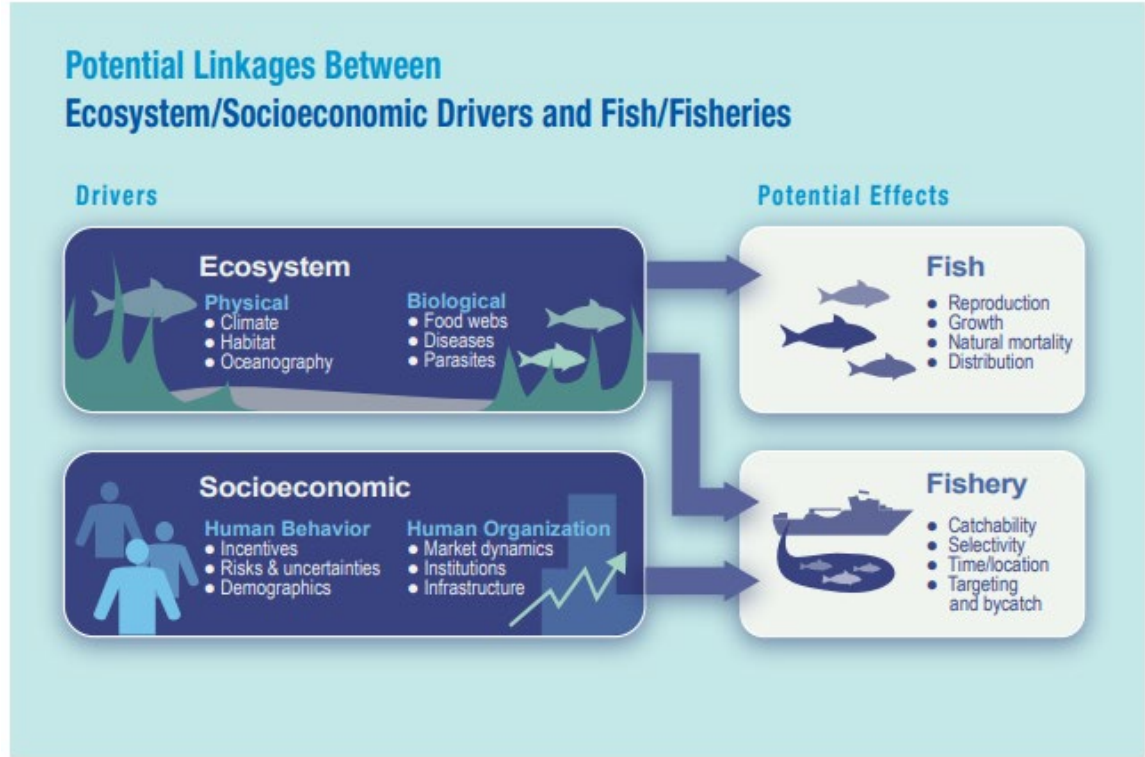 Potential Linkages Between
Ecosystem/Socioeconomic Drivers and Fish/Fisheries
Drivers
Potential Effects
Ecosystem
Physical
● Climate
● Habitat
● Oceanography
Biological
● Food webs
● Diseases
● Parasites
Fish
● Reproduction
● Growth
● Natural mortality
● Distribution
Socioeconomic
Human Behavior
● Incentives
● Risks & uncertainties
● Demographics
Human Organization
● Market dynamics
● Institutions
● Infrastructure
Fishery
● Catchability
● Selectivity
● Time/location
● Targeting
and bycatch